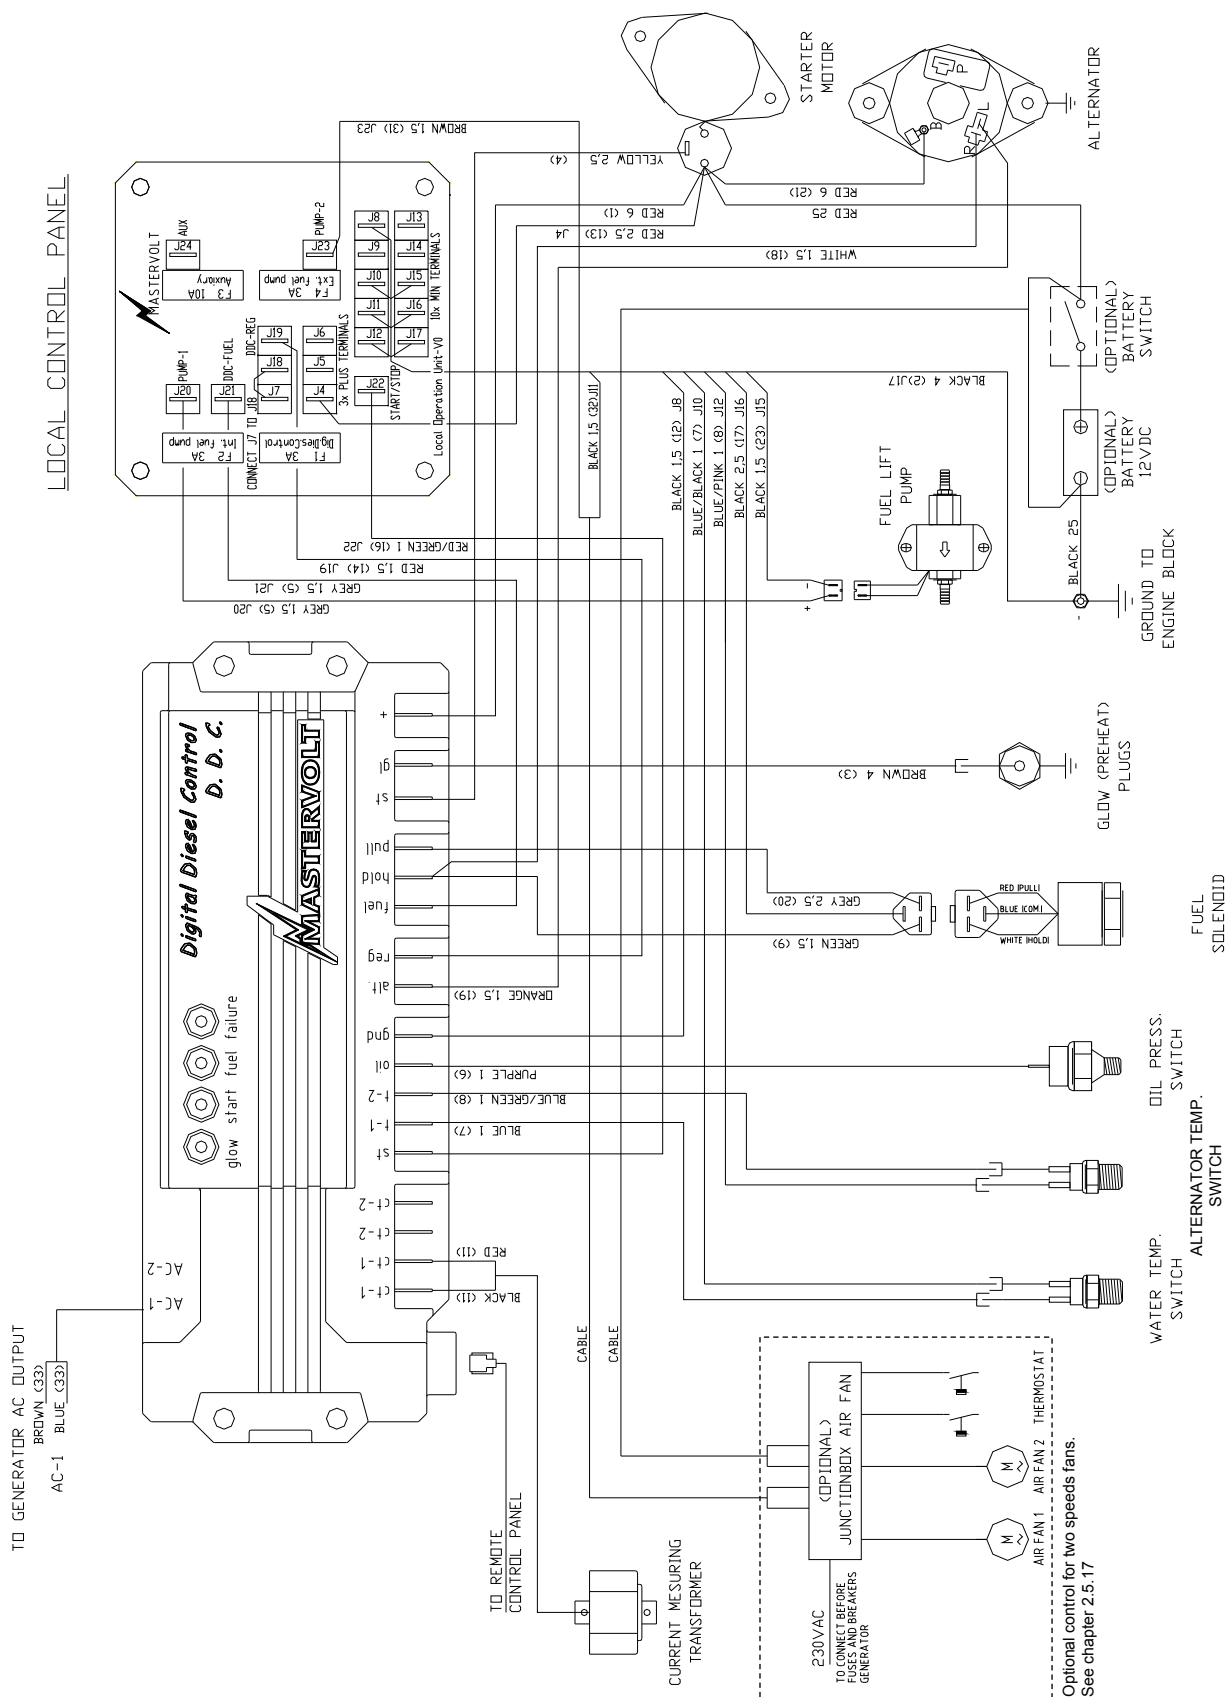 LOCAL CONTROL PANEL
MASTERVOLT
J24
AUX
F3 10A
Auxiary
J23
PUMP-2
F4 3A
Ext. Fuel pump
J20
PUMP-1
J21
DDC-FUEL
F2 3A
Int. Fuel pump
CONNECT J7 TO J18
F1 3A
Dig.Dies.Control
J19
J18
J7
DDC-REG
J6
J5
J4
3x PLUS TERMINALS
J22
START/STOP
J8
J9
J10
J11
J12
J13
J14
J15
J16
J17
10x MIN TERMINALS
Local Operation Unit-V0
BROWN 1,5 (31) J23
YELLOW 2,5 (4)
RED 6 (1)
RED 2,5 (13) J4
RED 6 (21)
RED 25
WHITE 1,5 (18)
STARTER
MOTOR
ALTERNATOR
P
B
R
L
BLACK 4 (2)J17
BLACK 1,5 (32)J11
BLACK 1,5 (12) J8
BLUE/BLACK 1 (7) J10
BLUE/PINK 1 (8) J12
BLACK 2,5 (17) J16
BLACK 1,5 (23) J15
RED/GREEN 1 (16) J22
RED 1,5 (14) J19
GREY 1,5 (5) J21
GREY 1,5 (5) J20
(OPTIONAL)
BATTERY
SWITCH
(OPIONAL)
BATTERY
12VDC
BLACK 25
-
GROUND TO
ENGINE BLOCK
FUEL LIFT
PUMP
-
+
Digital Diesel Control
D. D. C.
MASTERVOLT
glow start fuel failure
+
gl
st
pull
hold
fuel
reg
alt.
gnd
oil
t-2
t-1
st
ct-2
ct-2
ct-1
ct-1
AC-2
AC-1
BROWN 4 (3)
GLOW (PREHEAT)
PLUGS
GREY 2,5 (20)
GREEN 1,5 (9)
RED (PULL)
BLUE (COM)
WHITE (HOLD)
FUEL
SOLENOID
ORANGE 1,5 (19)
PURPLE 1 (6)
BLUE/GREEN 1 (8)
BLUE 1 (7)
RED (11)
BLACK (11)
OIL PRESS.
SWITCH
ALTERNATOR TEMP.
SWITCH
WATER TEMP.
SWITCH
TO GENERATOR AC OUTPUT
BROWN (33)
AC-1 BLUE (33)
TO REMOTE
CONTROL PANEL
CURRENT MESURING
TRANSFORMER
CABLE
CABLE
(OPIONAL)
JUNCTIONBOX AIR FAN
230VAC
TO CONNECT BEFORE
FUSES AND BREAKERS
GENERATOR
M
M
AIR FAN 1
AIR FAN 2
THERMOSTAT
Optional control for two speeds fans.
See chapter 2.5.17